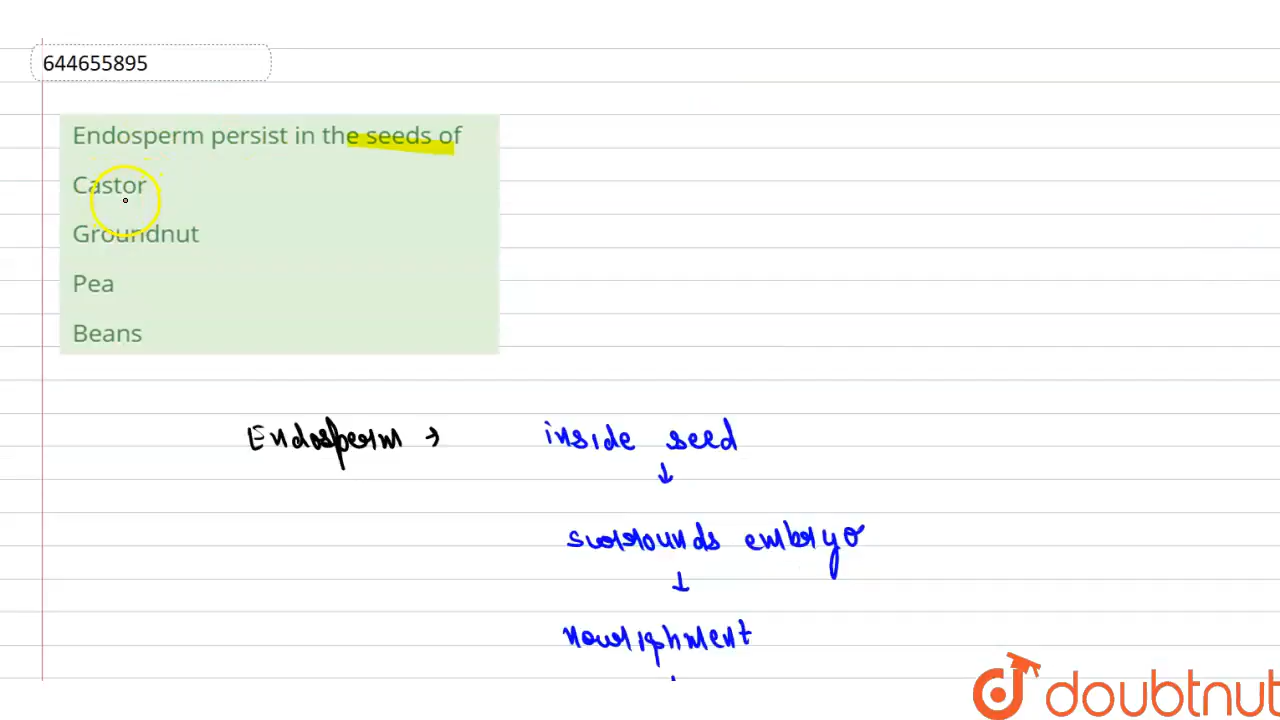 644655895
Endosperm persist in the seeds of
Castor
Groundnut
Pea
Beans
Endosperm → inside seed
↓
surrounds embryo
↓
nourishment
doubtnut